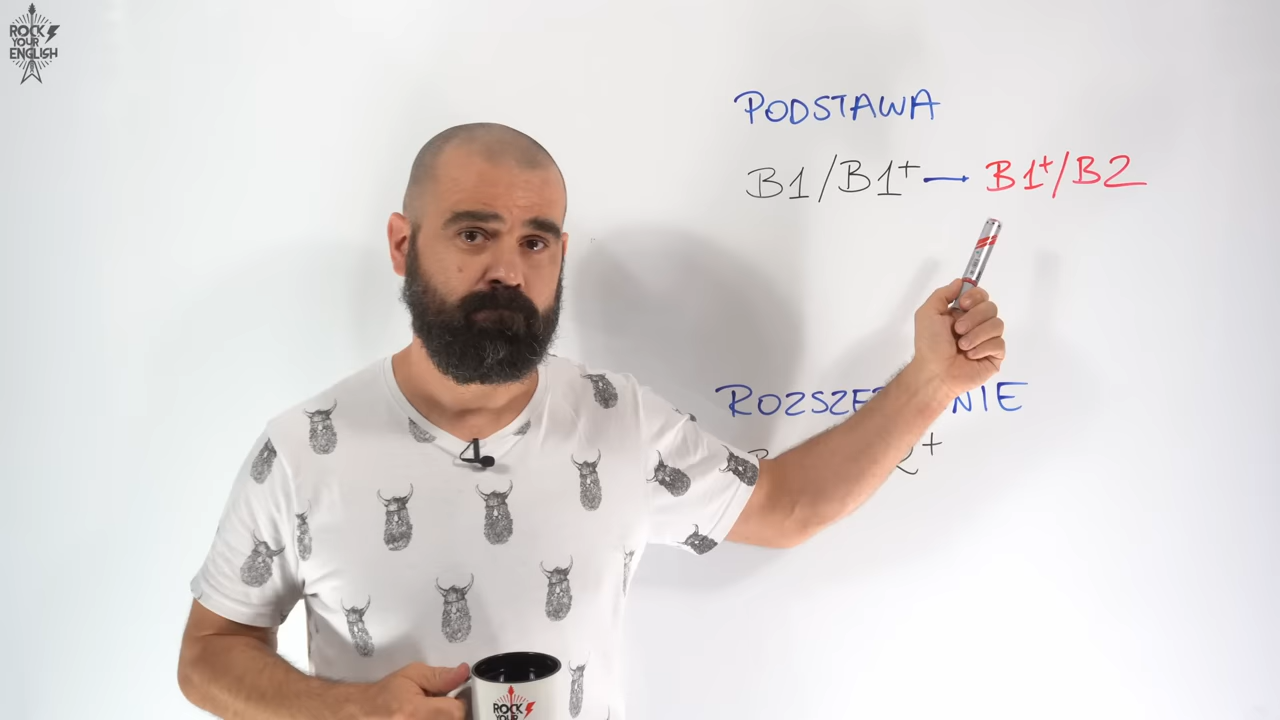 ROCK
YOUR
ENGLISH
PODSTAWA
B1/B1+ → B1+/B2
ROCK
YOUR